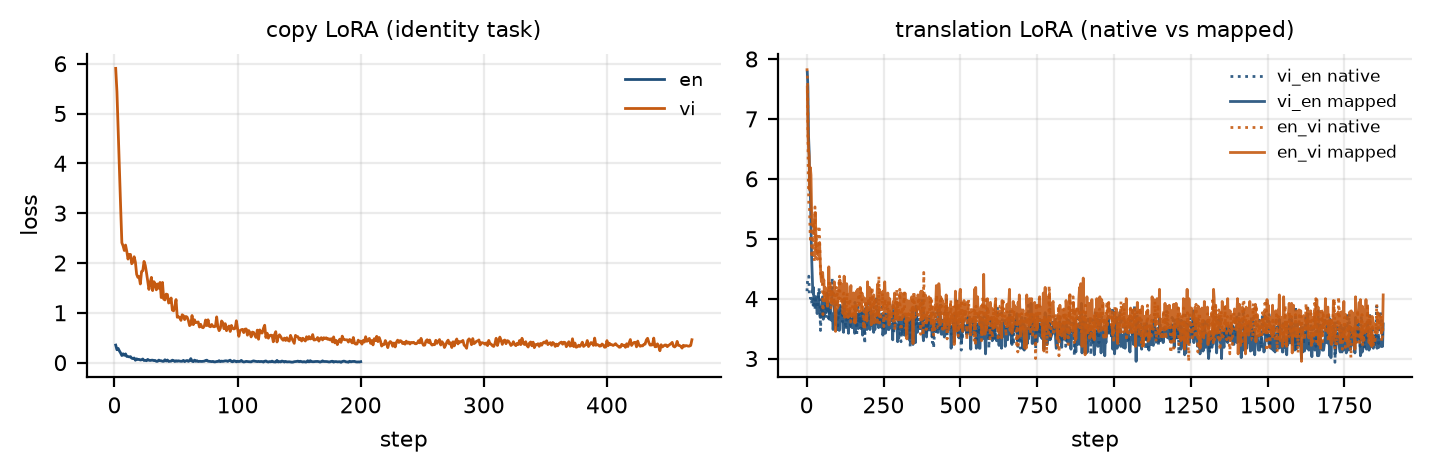 copy LoRA (identity task)
6
5
4
3
2
1
0
loss
en
vi
0
100
200
300
400
step
translation LoRA (native vs mapped)
8
7
6
5
4
3
vi_en native
vi_en mapped
en_vi native
en_vi mapped
0
250
500
750
1000
1250
1500
1750
step